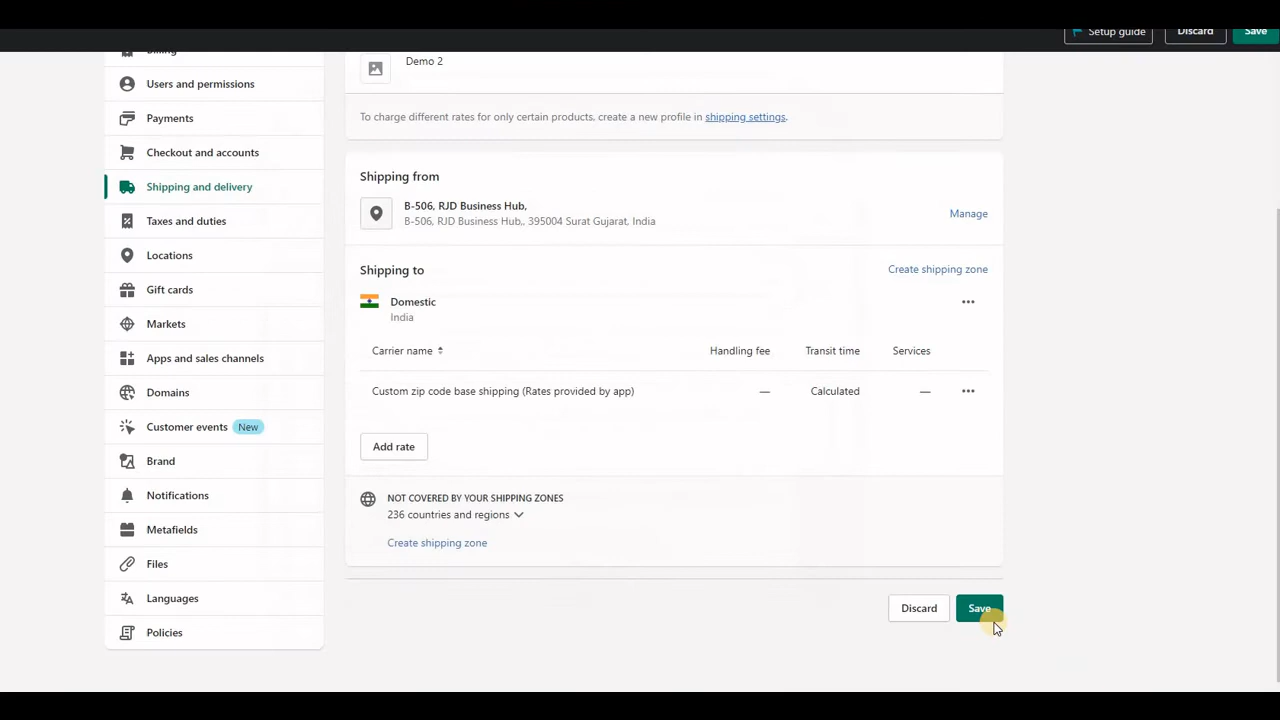 Setup guide
Discard
Save
Billing
Users and permissions
Payments
Checkout and accounts
Shipping and delivery
Taxes and duties
Locations
Gift cards
Markets
Apps and sales channels
Domains
Customer events New
Brand
Notifications
Metafields
Files
Languages
Policies
Demo 2
To charge different rates for only certain products, create a new profile in shipping settings.
Shipping from
B-506, RJD Business Hub,
B-506, RJD Business Hub,. 395004 Surat Gujarat, India
Manage
Shipping to
Create shipping zone
Domestic
India
Carrier name Handling fee Transit time Services
Custom zip code base shipping (Rates provided by app) — Calculated —
Add rate
NOT COVERED BY YOUR SHIPPING ZONES
236 countries and regions
Create shipping zone
Discard
Save